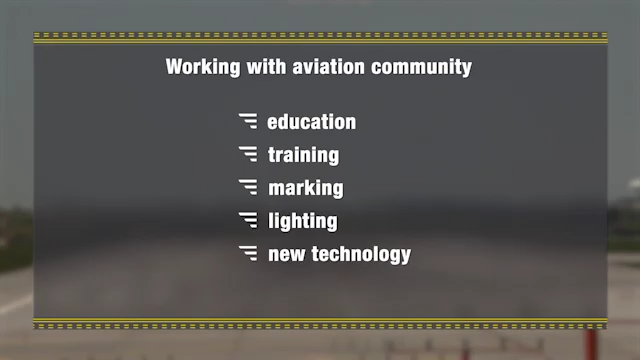 Working with aviation community
education
training
marking
lighting
new technology